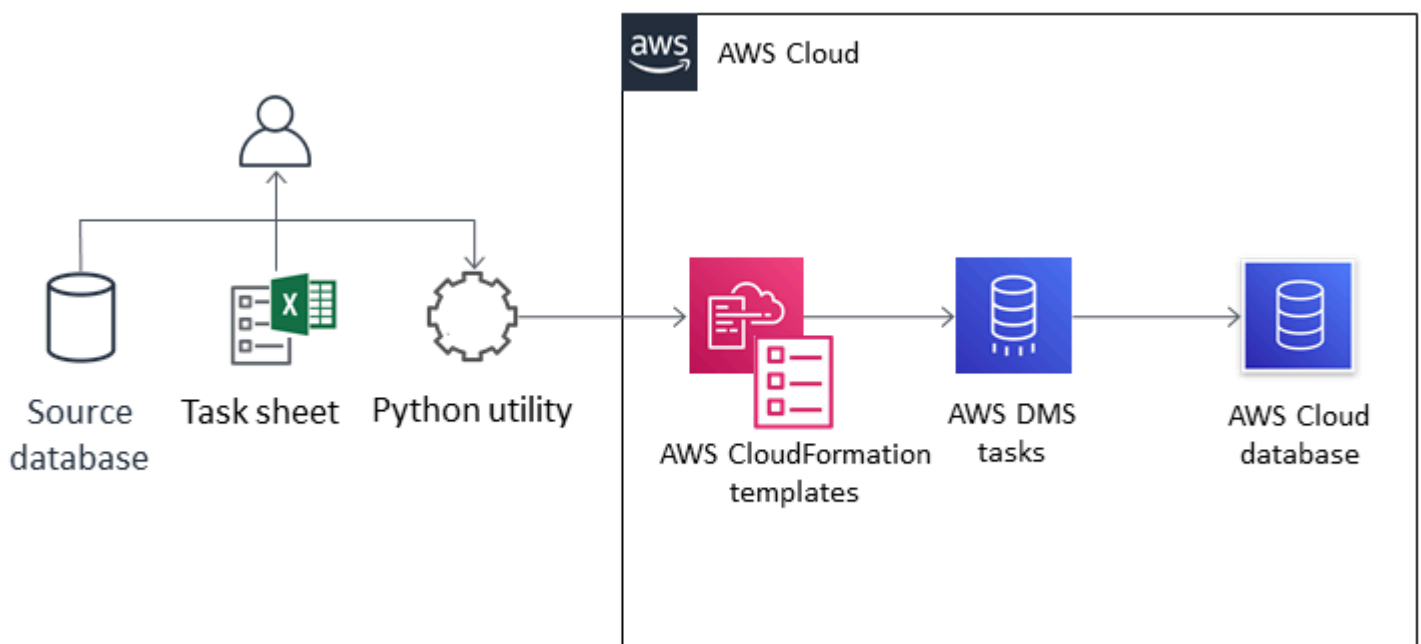 aws
AWS Cloud
X
Source
database
Task sheet
Python utility
AWS CloudFormation
templates
AWS DMS
tasks
AWS Cloud
database